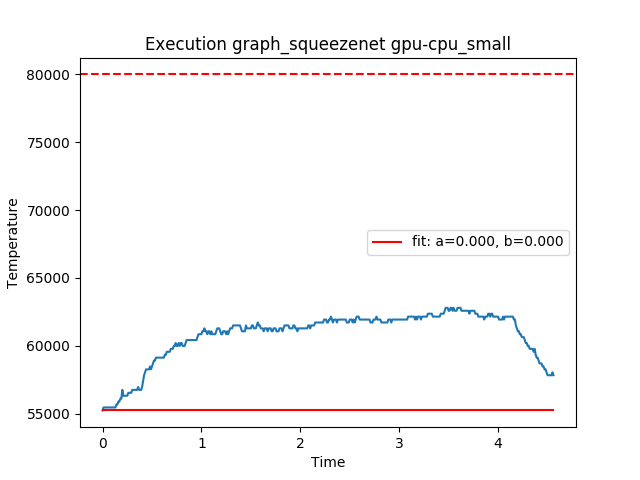 Execution graph_squeezenet gpu-cpu_small
80000
75000
70000
65000
60000
55000
Temperature
fit: a=0.000, b=0.000
0 1 2 3 4
Time